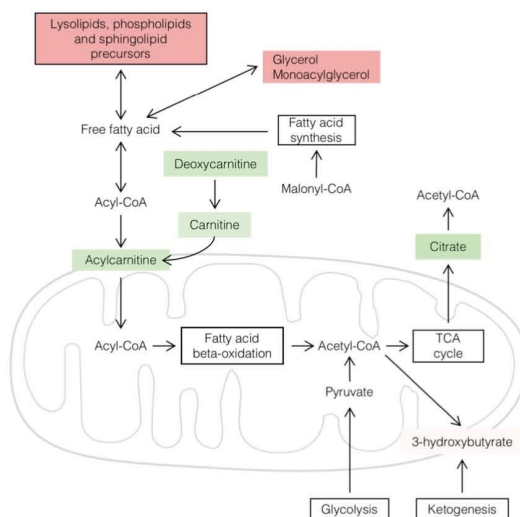 Lysolipids, phospholipids
and sphingolipid
precursors
Glycerol
Monoacylglycerol
Free fatty acid
Fatty acid
synthesis
Deoxycarnitine
Malonyl-CoA
Acyl-CoA
Acetyl-CoA
Carnitine
Citrate
Acylcarnitine
Acyl-CoA
Fatty acid
beta-oxidation
Acetyl-CoA
TCA
cycle
Pyruvate
3-hydroxybutyrate
Glycolysis
Ketogenesis